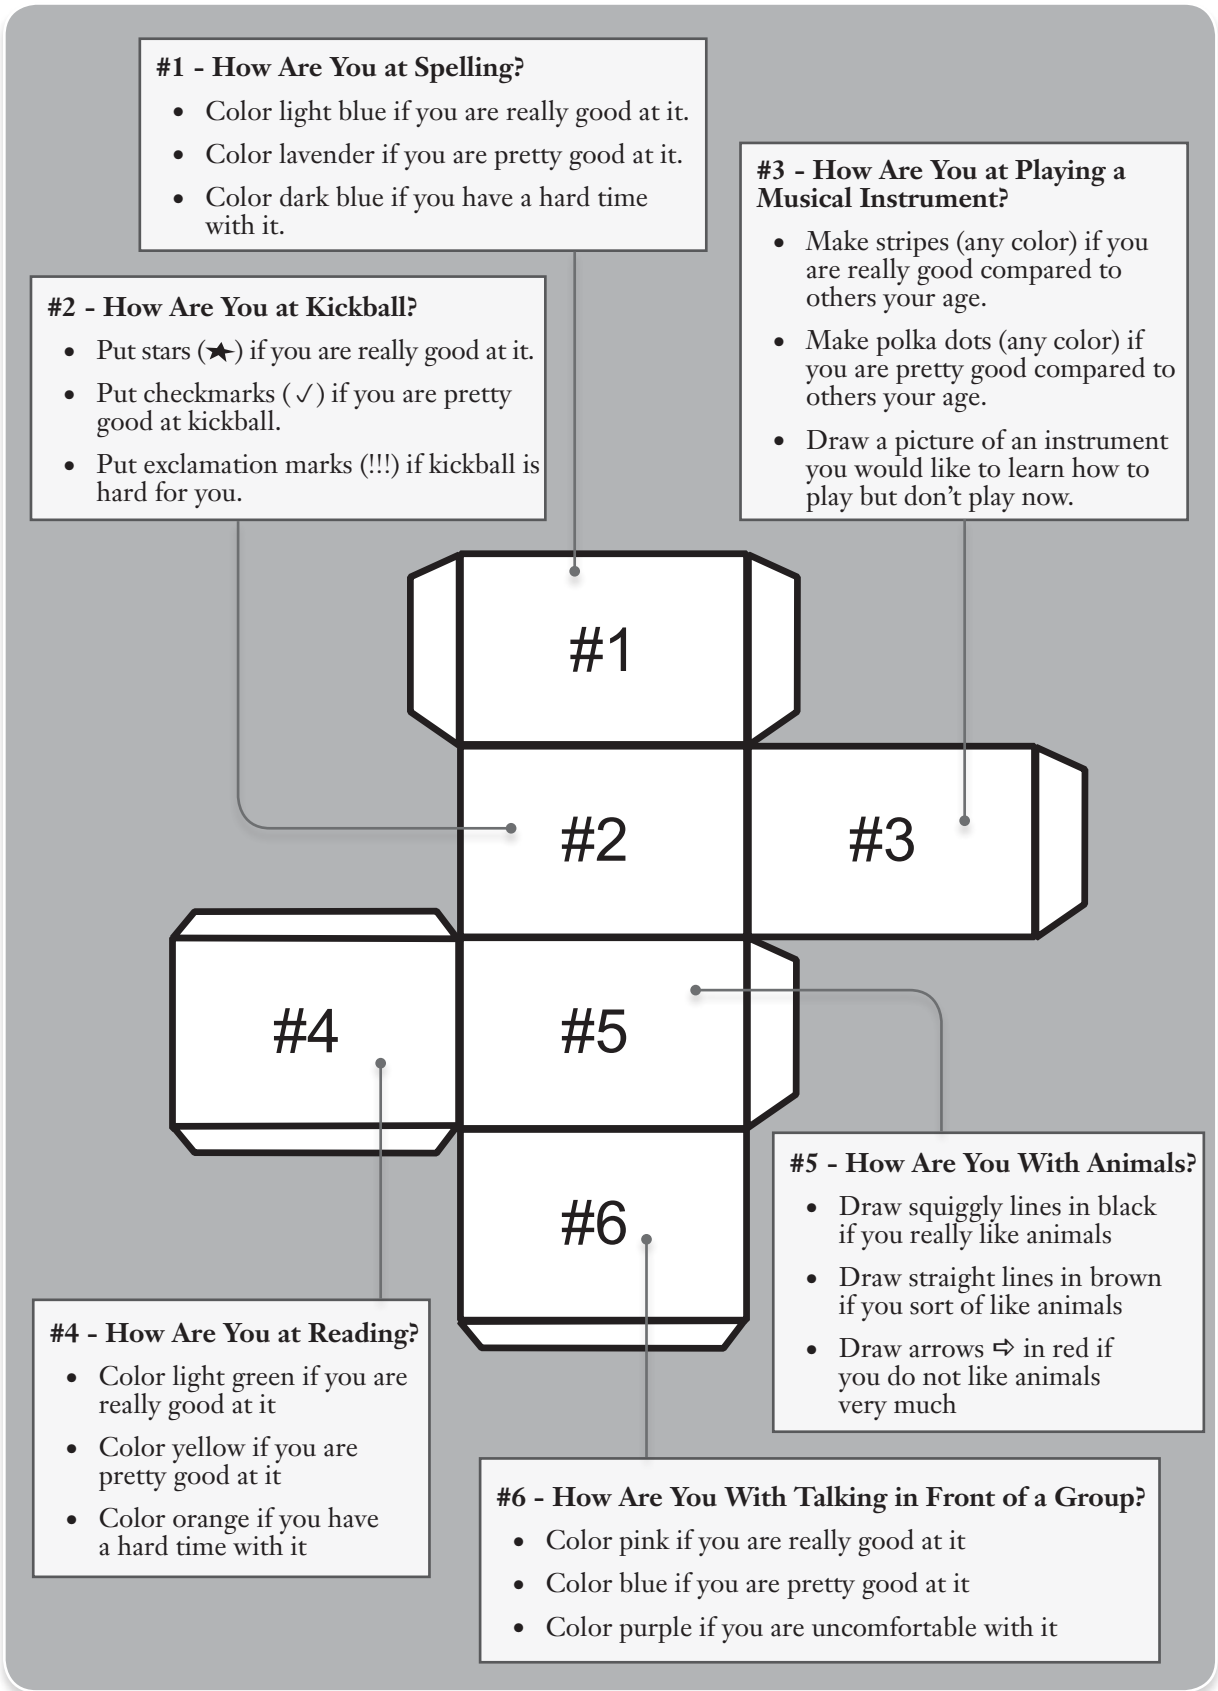 #1 - How Are You at Spelling?
• Color light blue if you are really good at it.
• Color lavender if you are pretty good at it.
• Color dark blue if you have a hard time
with it.
#2 - How Are You at Kickball?
• Put stars (★) if you are really good at it.
• Put checkmarks (✓) if you are pretty
good at kickball.
• Put exclamation marks (!!!) if kickball is
hard for you.
#3 - How Are You at Playing a
Musical Instrument?
• Make stripes (any color) if you
are really good compared to
others your age.
• Make polka dots (any color) if
you are pretty good compared to
others your age.
• Draw a picture of an instrument
you would like to learn how to
play but don’t play now.
#1
#2
#3
#4
#5
#6
#5 - How Are You With Animals?
• Draw squiggly lines in black
if you really like animals
• Draw straight lines in brown
if you sort of like animals
• Draw arrows ⇨ in red if
you do not like animals
very much
#4 - How Are You at Reading?
• Color light green if you are
really good at it
• Color yellow if you are
pretty good at it
• Color orange if you have
a hard time with it
#6 - How Are You With Talking in Front of a Group?
• Color pink if you are really good at it
• Color blue if you are pretty good at it
• Color purple if you are uncomfortable with it